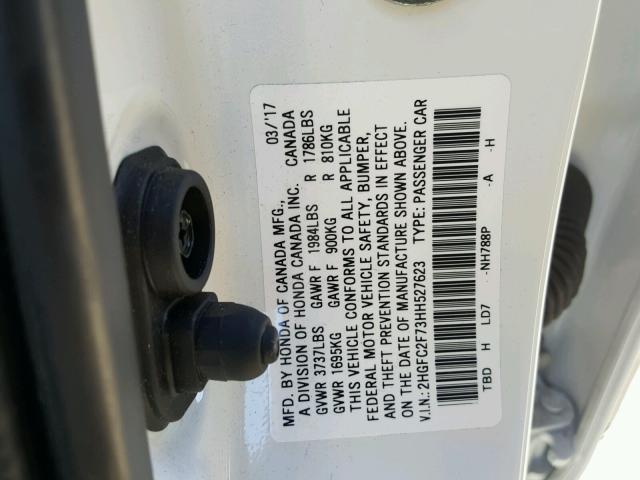 MFD. BY HONDA OF CANADA MFG., 03/'17
A DIVISION OF HONDA CANADA INC. CANADA
GVWR 3737LBS GAWR F 1984LBS R 1786LBS
GVWR 1695KG GAWR F 900KG R 810KG
THIS VEHICLE CONFORMS TO ALL APPLICABLE
FEDERAL MOTOR VEHICLE SAFETY, BUMPER,
AND THEFT PREVENTION STANDARDS IN EFFECT
ON THE DATE OF MANUFACTURE SHOWN ABOVE.
V.I.N.: 2HGFC2F73HH527623 TYPE: PASSENGER CAR
TBD H LD7 -NH788P -A -H